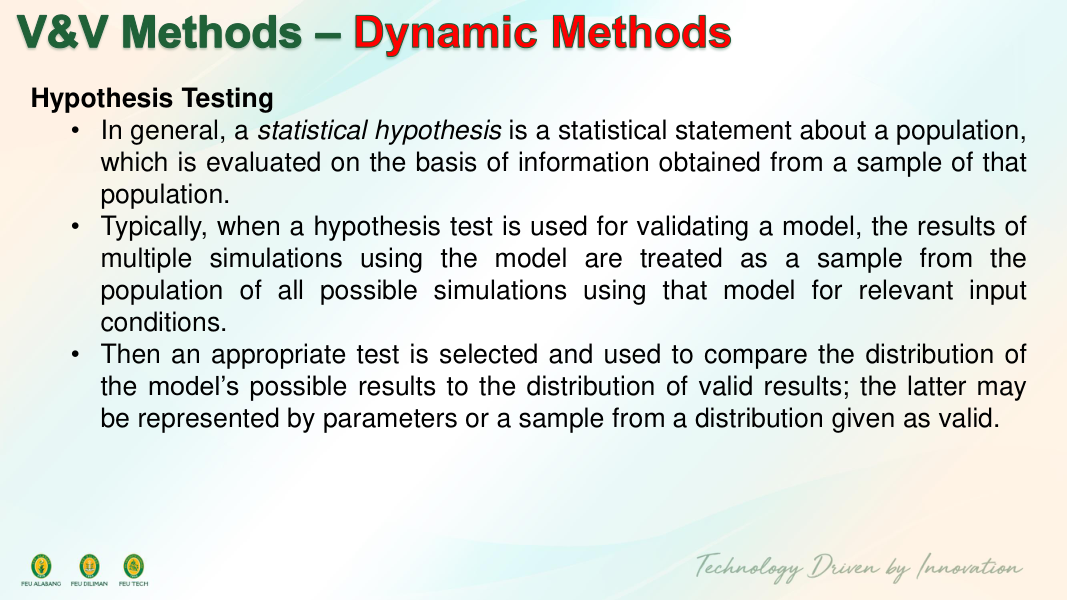 V&V Methods – Dynamic Methods
Hypothesis Testing
• In general, a statistical hypothesis is a statistical statement about a population,
which is evaluated on the basis of information obtained from a sample of that
population.
• Typically, when a hypothesis test is used for validating a model, the results of
multiple simulations using the model are treated as a sample from the
population of all possible simulations using that model for relevant input
conditions.
• Then an appropriate test is selected and used to compare the distribution of
the model’s possible results to the distribution of valid results; the latter may
be represented by parameters or a sample from a distribution given as valid.
FEU ALABANG FEU DILIMAN FEU TECH
Technology Driven by Innovation